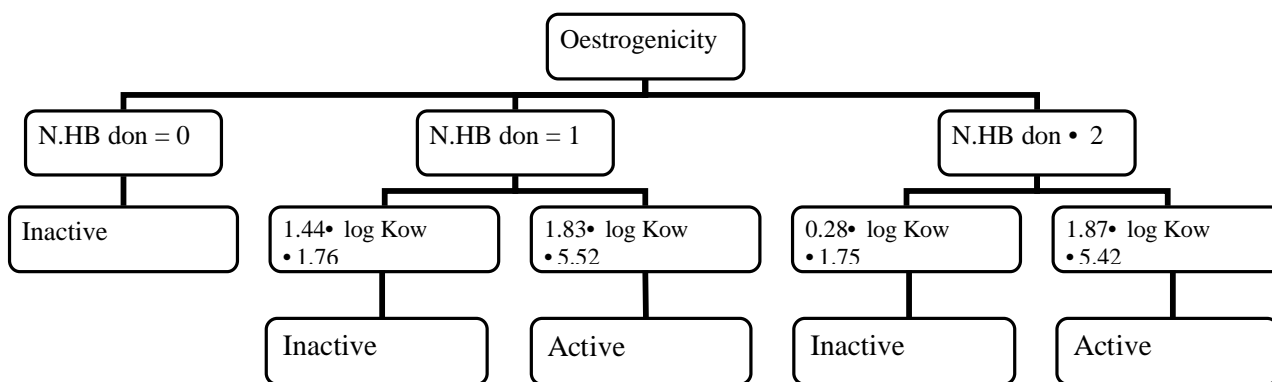 Oestrogenicity
N.HB don = 0
N.HB don = 1
N.HB don • 2
Inactive
1.44• log Kow
• 1.76
1.83• log Kow
• 5.52
0.28• log Kow
• 1.75
1.87• log Kow
• 5.42
Inactive
Active
Inactive
Active